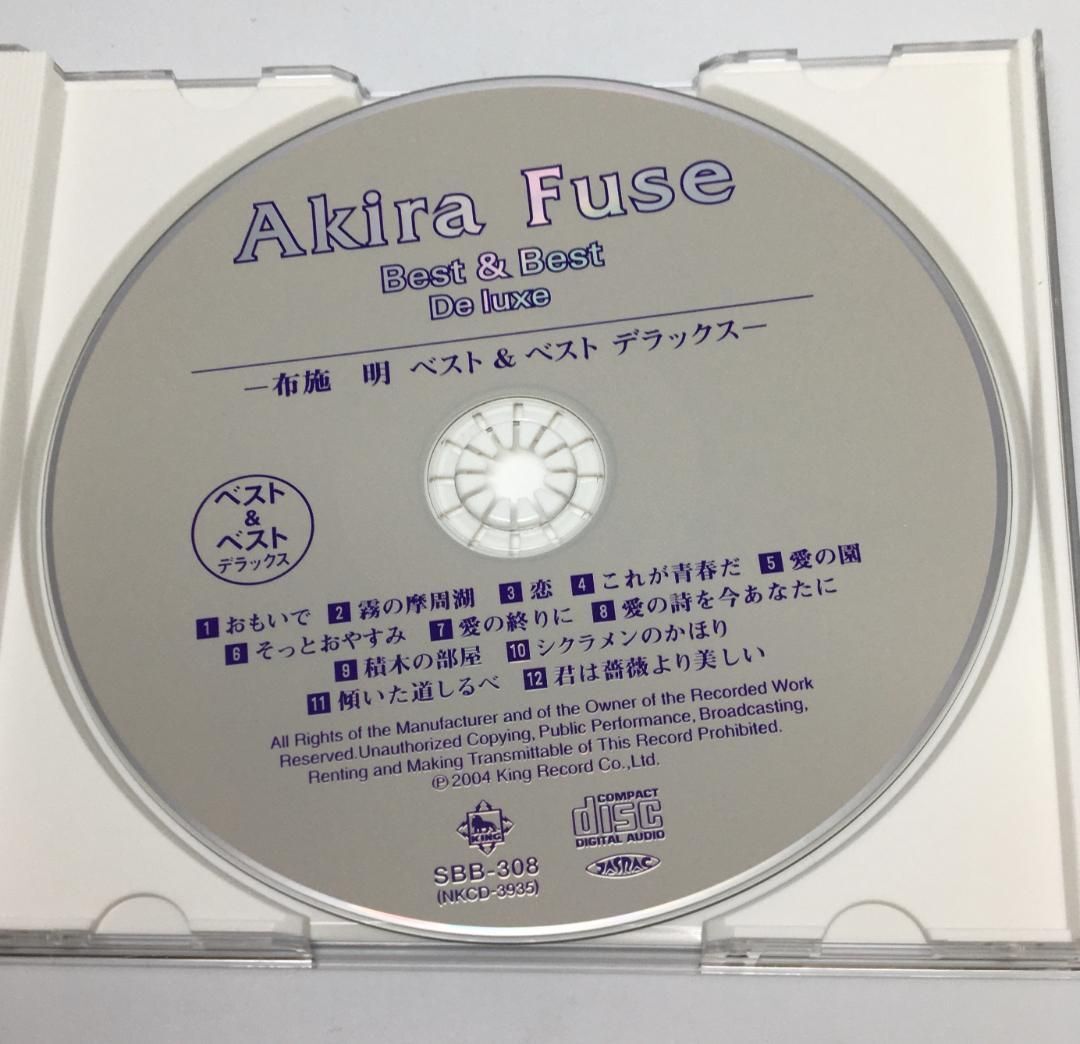 Akira Fuse
Best & Best
De luxe
—布施 明 ベスト & ベスト デラックス—
ベスト
&
ベスト
デラックス
1 おもいで 2 霧の摩周湖 3 恋 4 これが青春だ 5 愛の園
6 そっとおやすみ 7 愛の終りに 8 愛の詩を今あなたに
9 積木の部屋 10 シクラメンのかほり
11 傾いた道しるべ 12 君は薔薇より美しい
All Rights of the Manufacturer and of the Owner of the Recorded Work
Reserved.Unauthorized Copying, Public Performance, Broadcasting,
Renting and Making Transmittable of This Record Prohibited.
℗2004 King Record Co.,Ltd.
KING
COMPACT
disc
DIGITAL AUDIO
SBB-308
(NKCD-3935)
JASRAC